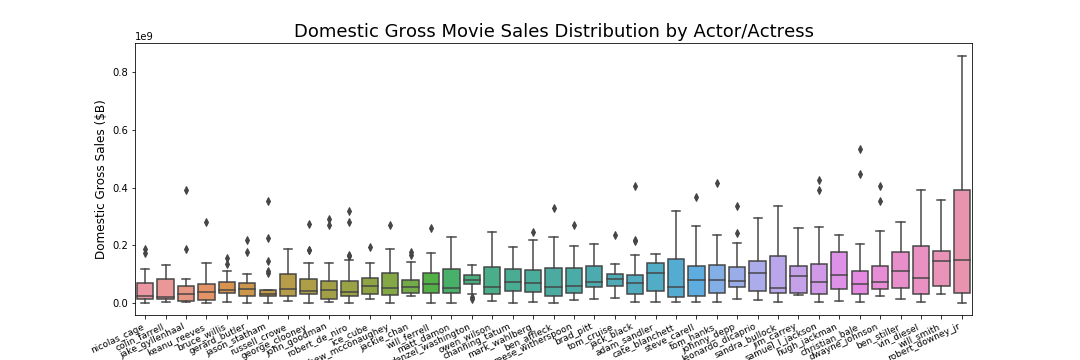 Domestic Gross Movie Sales Distribution by Actor/Actress
1e9
Domestic Gross Sales ($B)
0.8
0.6
0.4
0.2
0.0
nicolas_cage
colin_farrell
jake_gyllenhaal
keanu_reeves
bruce_willis
gerard_butler
jason_statham
russell_crowe
george_clooney
john_goodman
robert_de_niro
ice_cube
jackie_chan
will_ferrell
matt_damon
owen_wilson
channing_tatum
mark_wahlberg
ben_affleck
brad_pitt
tom_cruise
jack_black
adam_sandler
cate_blanchett
steve_carell
tom_hanks
johnny_depp
sandra_bullock
jim_carrey
samuel_l_jackson
hugh_jackman
christian_bale
dwayne_johnson
ben_stiller
will_smith
robert_downey_jr